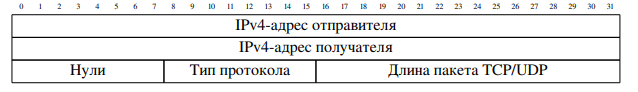 0 1 2 3 4 5 6 7 8 9 10 11 12 13 14 15 16 17 18 19 20 21 22 23 24 25 26 27 28 29 30 31
IPv4-адрес отправителя
IPv4-адрес получателя
Нули Тип протокола Длина пакета TCP/UDP